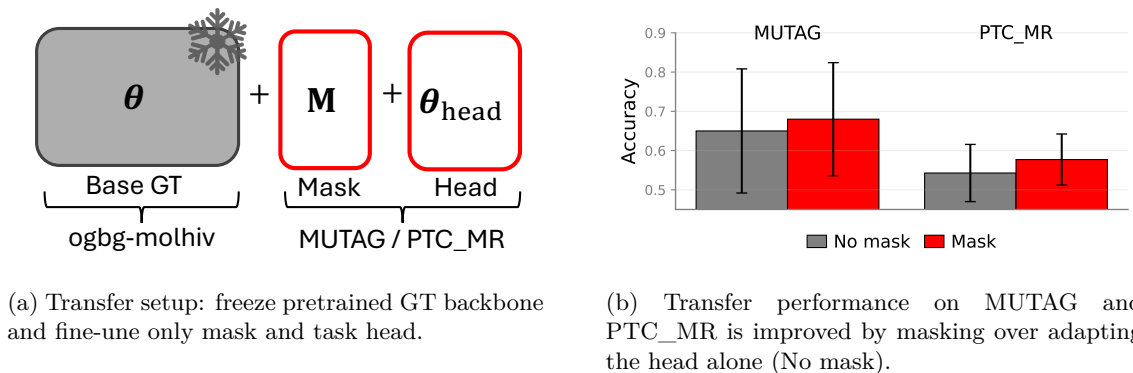 θ + M + θhead
Base GT Mask Head
ogbg-molhiv MUTAG / PTC_MR
(a) Transfer setup: freeze pretrained GT backbone
and fine-une only mask and task head.
0.9
0.8
0.7
0.6
0.5
Accuracy
MUTAG PTC_MR
No mask Mask
(b) Transfer performance on MUTAG and
PTC_MR is improved by masking over adapting
the head alone (No mask).